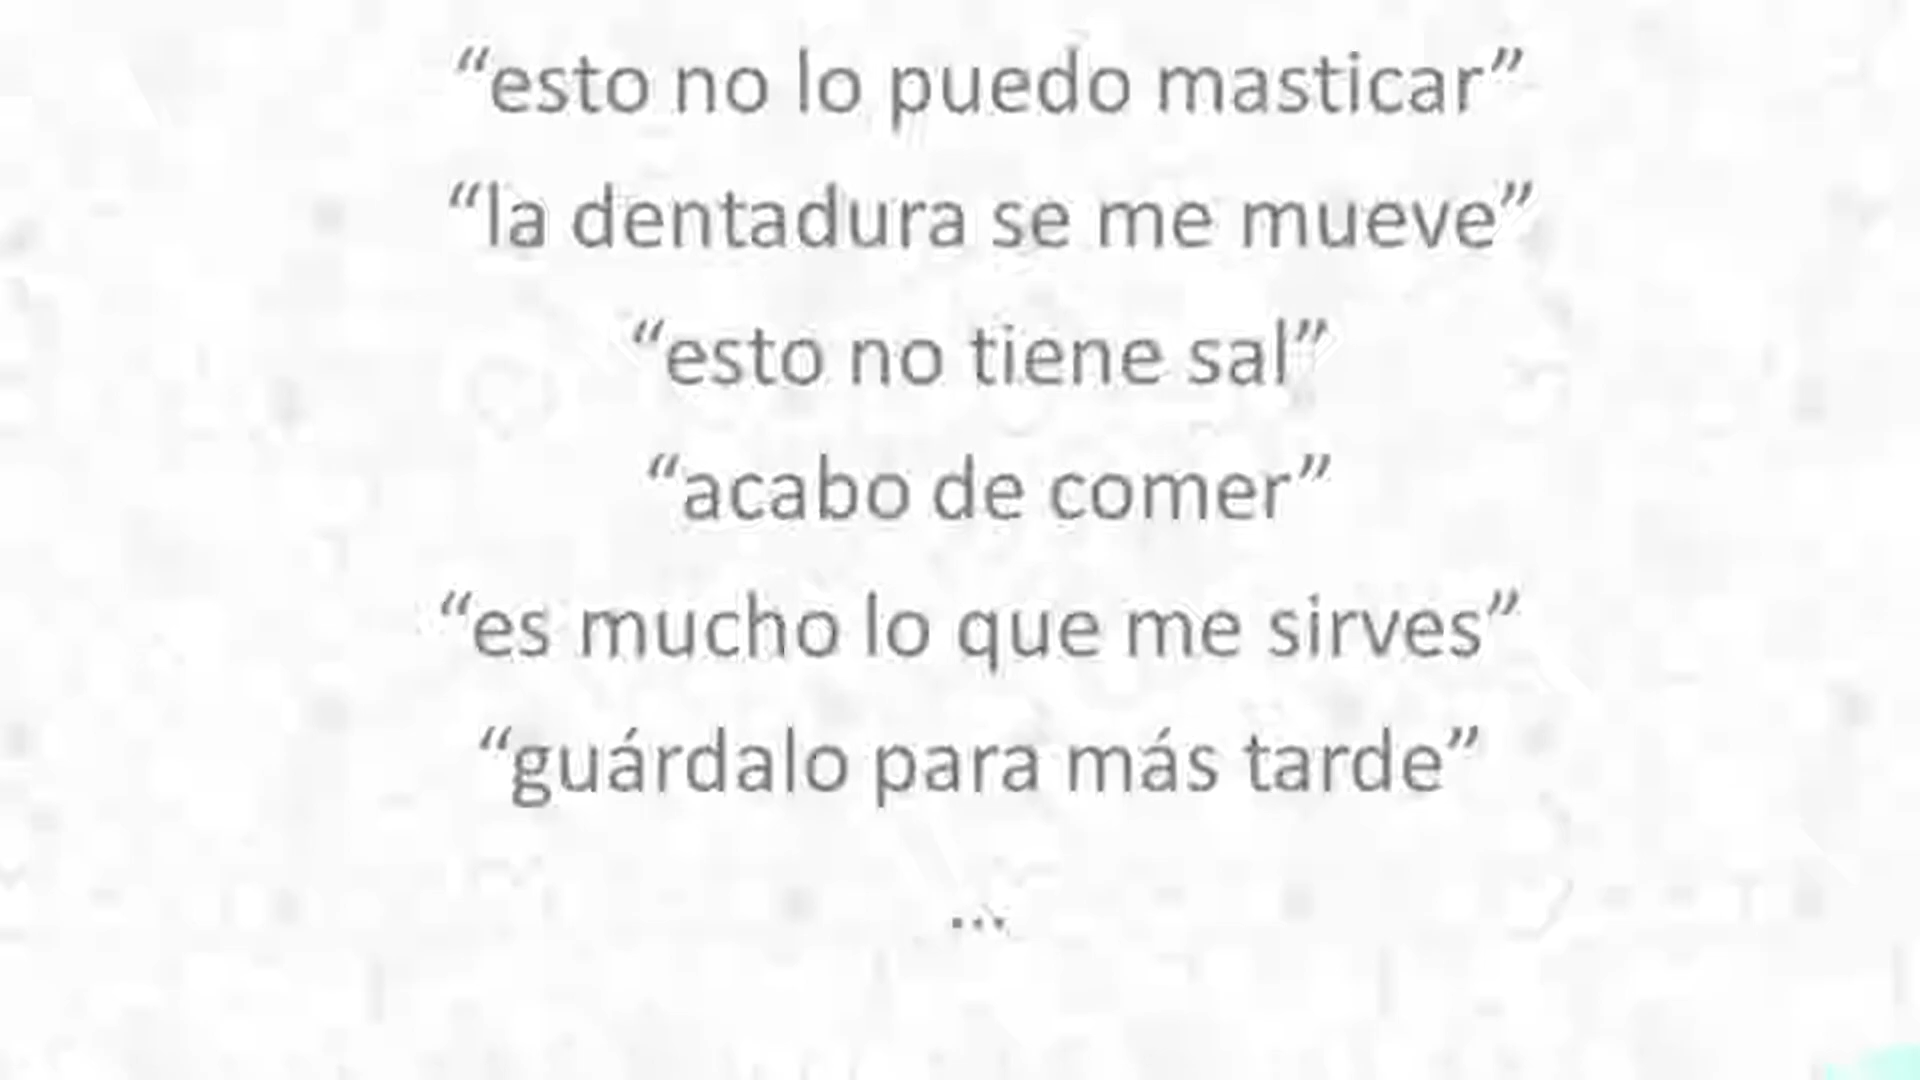 “esto no lo puedo masticar”
“la dentadura se me mueve”
“esto no tiene sal”
“acabo de comer”
“es mucho lo que me sirves”
“guárdalo para más tarde”
...